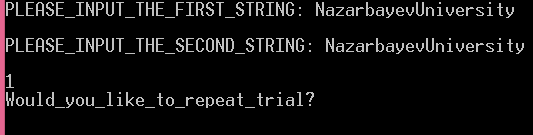 PLEASE_INPUT_THE_FIRST_STRING: NazarbayevUniversity
PLEASE_INPUT_THE_SECOND_STRING: NazarbayevUniversity
1
Would_you_like_to_repeat_trial?